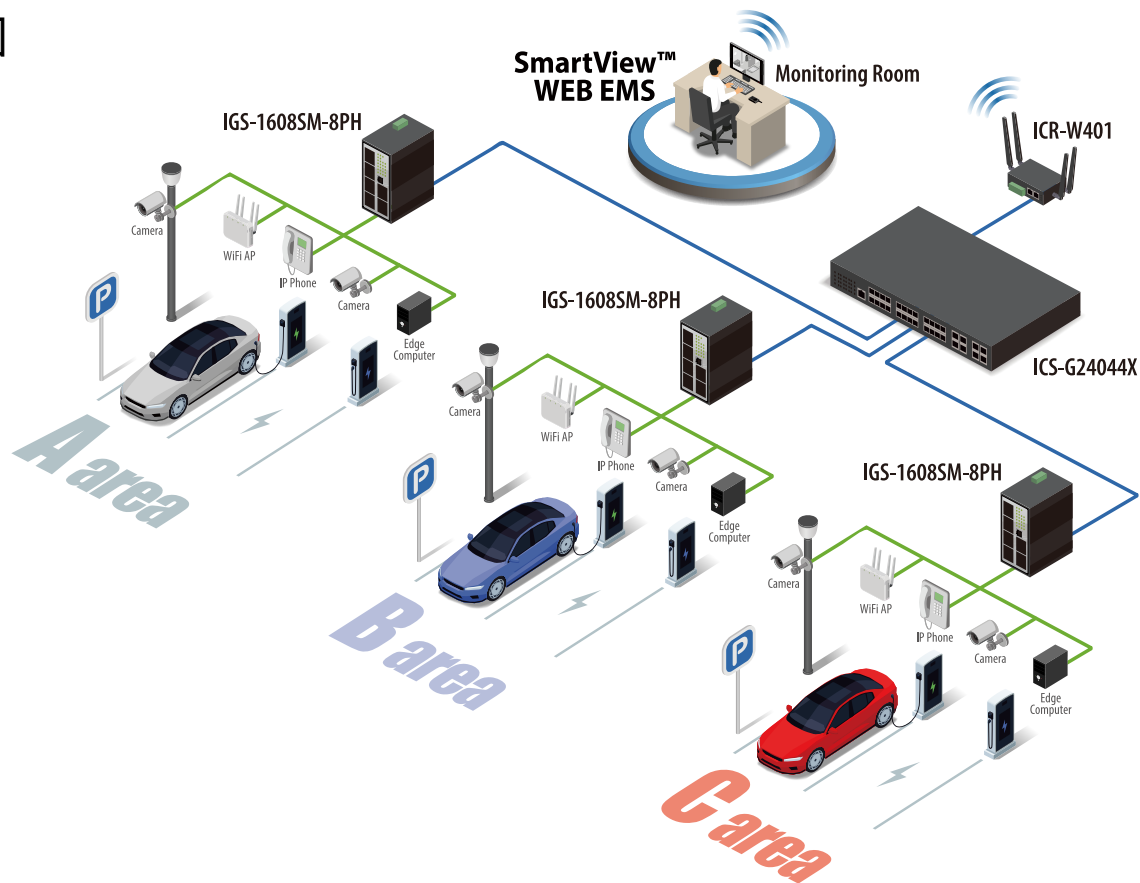 SmartView™
WEB EMS
Monitoring Room
ICR-W401
ICS-G24044X
IGS-1608SM-8PH
Camera
WiFi AP
IP Phone
Camera
Edge
Computer
P
A area
IGS-1608SM-8PH
Camera
WiFi AP
IP Phone
Camera
Edge
Computer
P
B area
IGS-1608SM-8PH
Camera
WiFi AP
IP Phone
Camera
Edge
Computer
P
C area